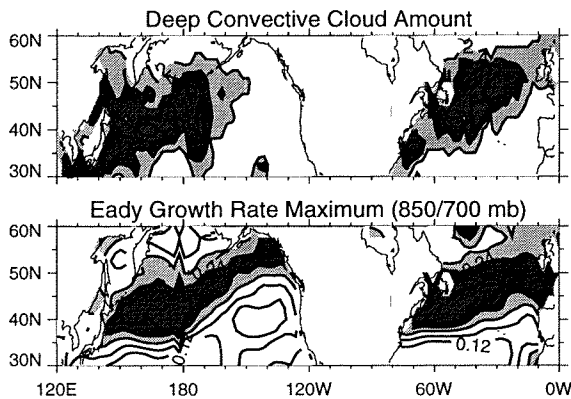 Deep Convective Cloud Amount
60N
50N
40N
30N
Eady Growth Rate Maximum (850/700 mb)
60N
50N
40N
30N
0.12
120E 180 120W 60W 0W